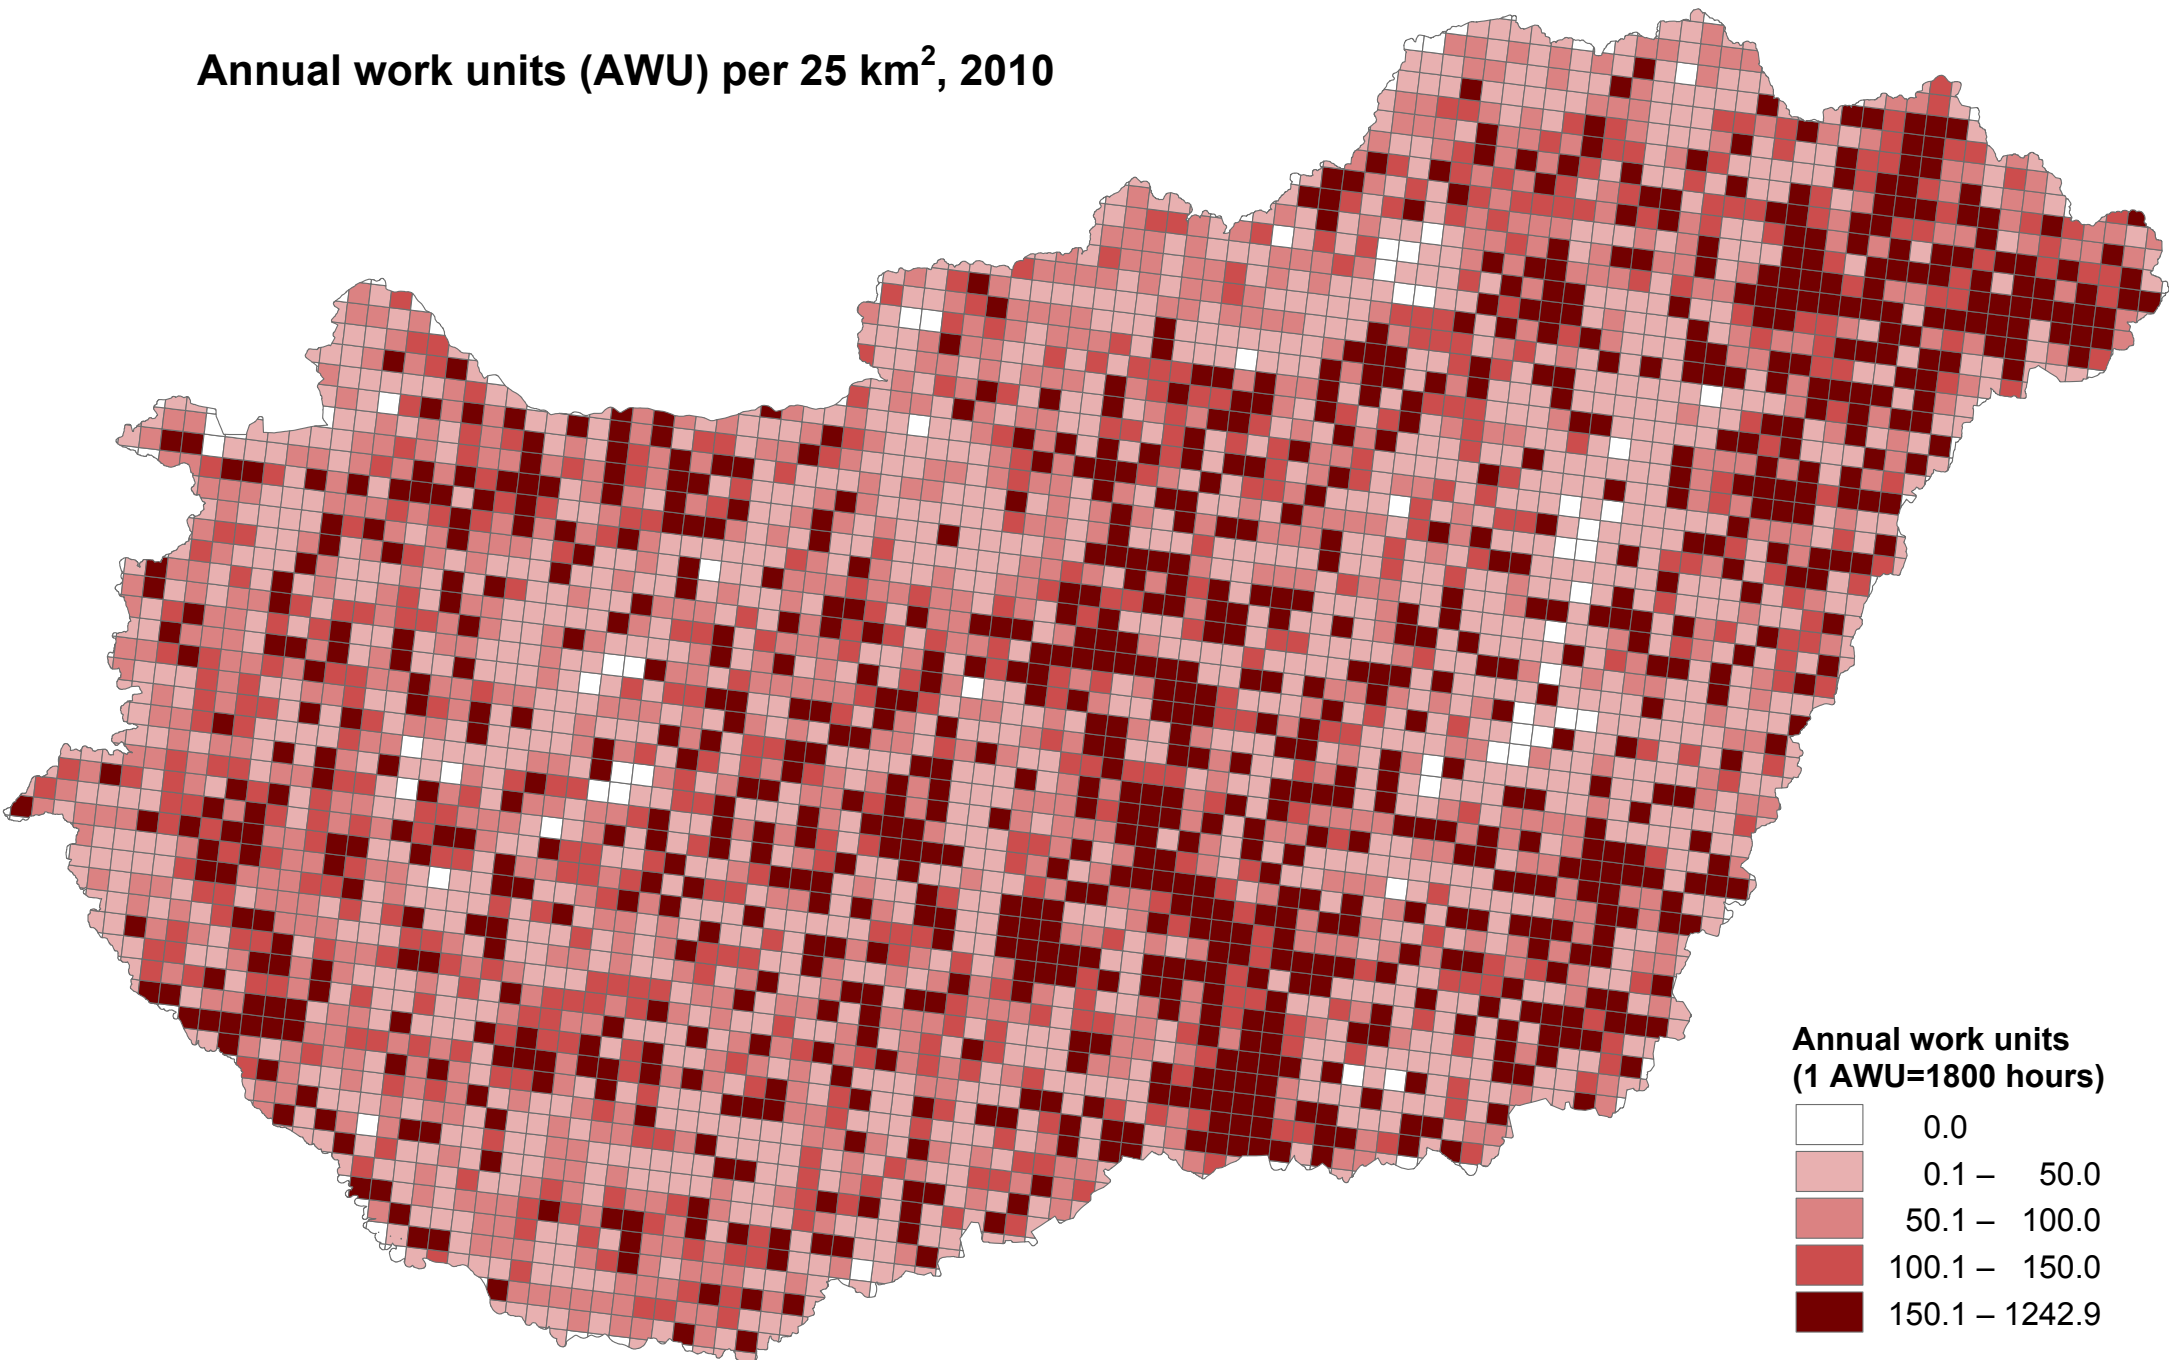 Annual work units (AWU) per 25 km², 2010
Annual work units
(1 AWU=1800 hours)
0.0
0.1 – 50.0
50.1 – 100.0
100.1 – 150.0
150.1 – 1242.9